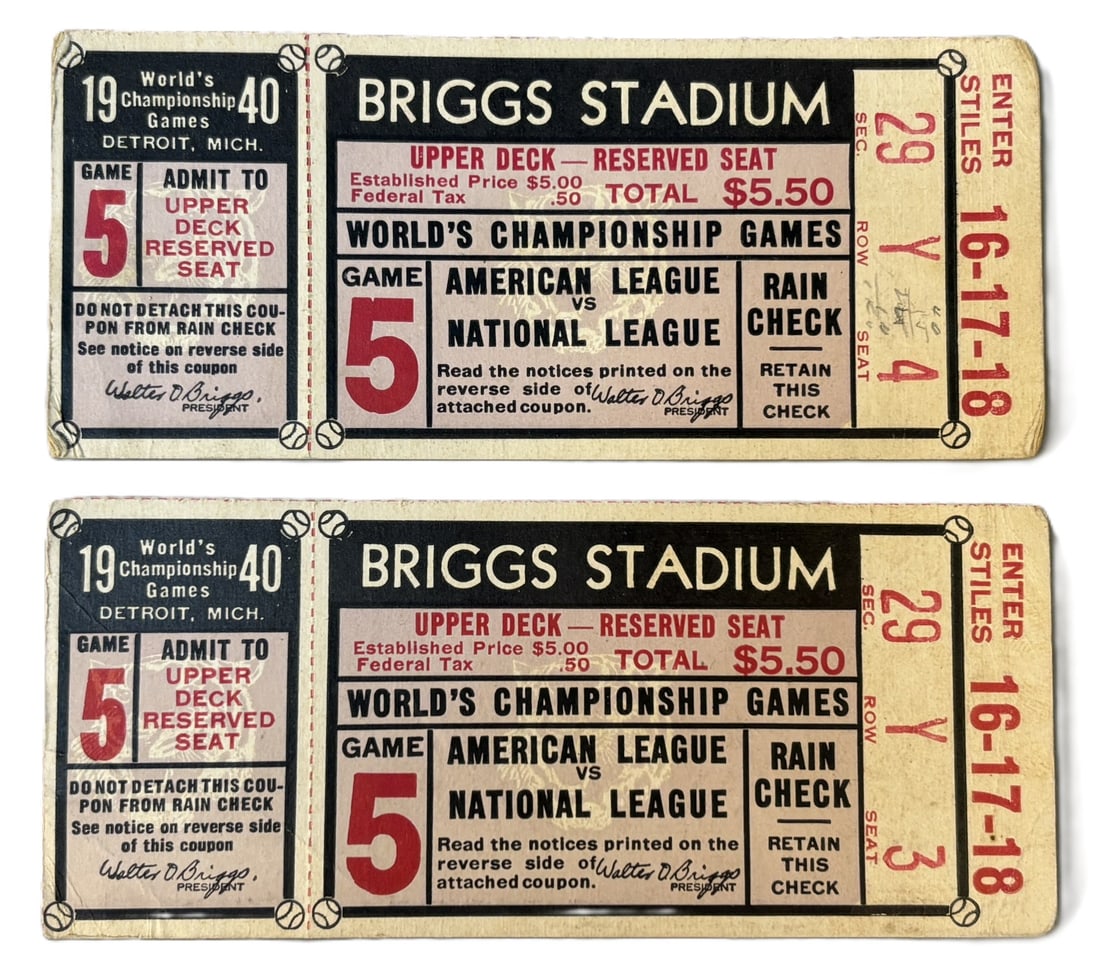 19 World's Championship Games 40
DETROIT, MICH.
GAME
5
ADMIT TO
UPPER
DECK
RESERVED
SEAT
DO NOT DETACH THIS COU-
PON FROM RAIN CHECK
See notice on reverse side
of this coupon
Walter O Briggs.
PRESIDENT
BRIGGS STADIUM
UPPER DECK — RESERVED SEAT
Established Price $5.00
Federal Tax .50
TOTAL $5.50
WORLD'S CHAMPIONSHIP GAMES
GAME
5
AMERICAN LEAGUE
VS
NATIONAL LEAGUE
Read the notices printed on the
reverse side of
attached coupon.
Walter O Briggs.
PRESIDENT
RAIN
CHECK
RETAIN
THIS
CHECK
SEC. 29
ROW Y
SEAT 4
ENTER
STILES 16-17-18
19 World's Championship Games 40
DETROIT, MICH.
GAME
5
ADMIT TO
UPPER
DECK
RESERVED
SEAT
DO NOT DETACH THIS COU-
PON FROM RAIN CHECK
See notice on reverse side
of this coupon
Walter O Briggs.
PRESIDENT
BRIGGS STADIUM
UPPER DECK — RESERVED SEAT
Established Price $5.00
Federal Tax .50
TOTAL $5.50
WORLD'S CHAMPIONSHIP GAMES
GAME
5
AMERICAN LEAGUE
VS
NATIONAL LEAGUE
Read the notices printed on the
reverse side of
attached coupon.
Walter O Briggs.
PRESIDENT
RAIN
CHECK
RETAIN
THIS
CHECK
SEC. 29
ROW Y
SEAT 3
ENTER
STILES 16-17-18